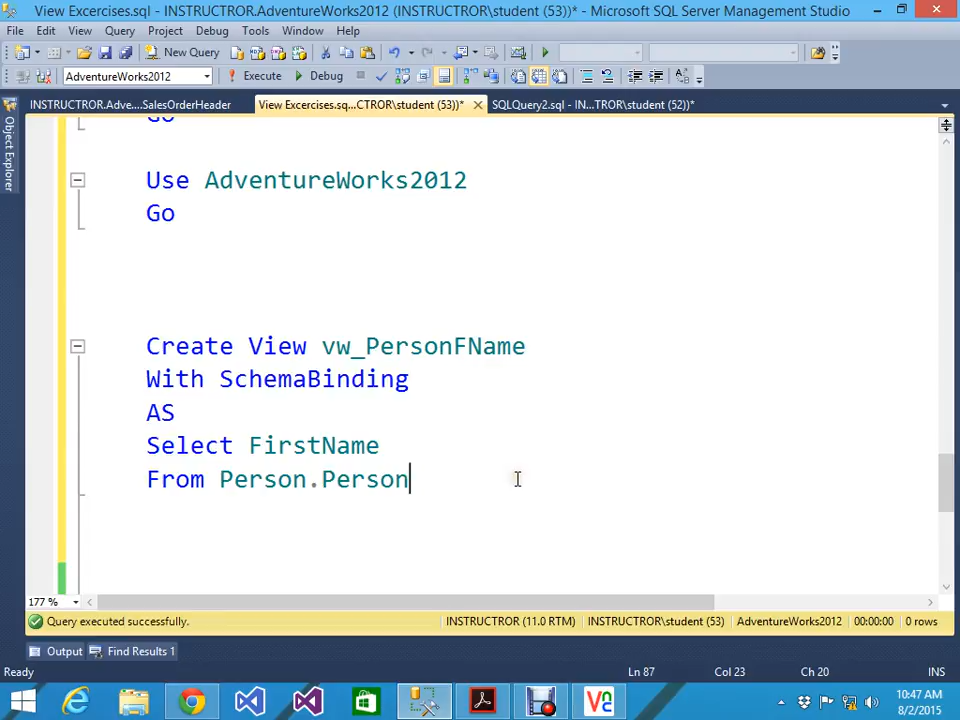 View Excercises.sql - INSTRUCTROR.AdventureWorks2012 (INSTRUCTROR\student (53))* - Microsoft SQL Server Management Studio
File Edit View Query Project Debug Tools Window Help
New Query
AdventureWorks2012 Execute Debug
INSTRUCTROR.Adve....SalesOrderHeader View Excercises.sq...CTROR\student (53))* SQLQuery2.sql - IN...TROR\student (52))*
Object Explorer
Go
Use AdventureWorks2012
Go
Create View vw_PersonFName
With SchemaBinding
AS
Select FirstName
From Person.Person
177 %
Query executed successfully. INSTRUCTROR (11.0 RTM) INSTRUCTROR\student (53) AdventureWorks2012 00:00:00 0 rows
Output Find Results 1
Ready Ln 87 Col 23 Ch 20 INS
10:47 AM
8/2/2015